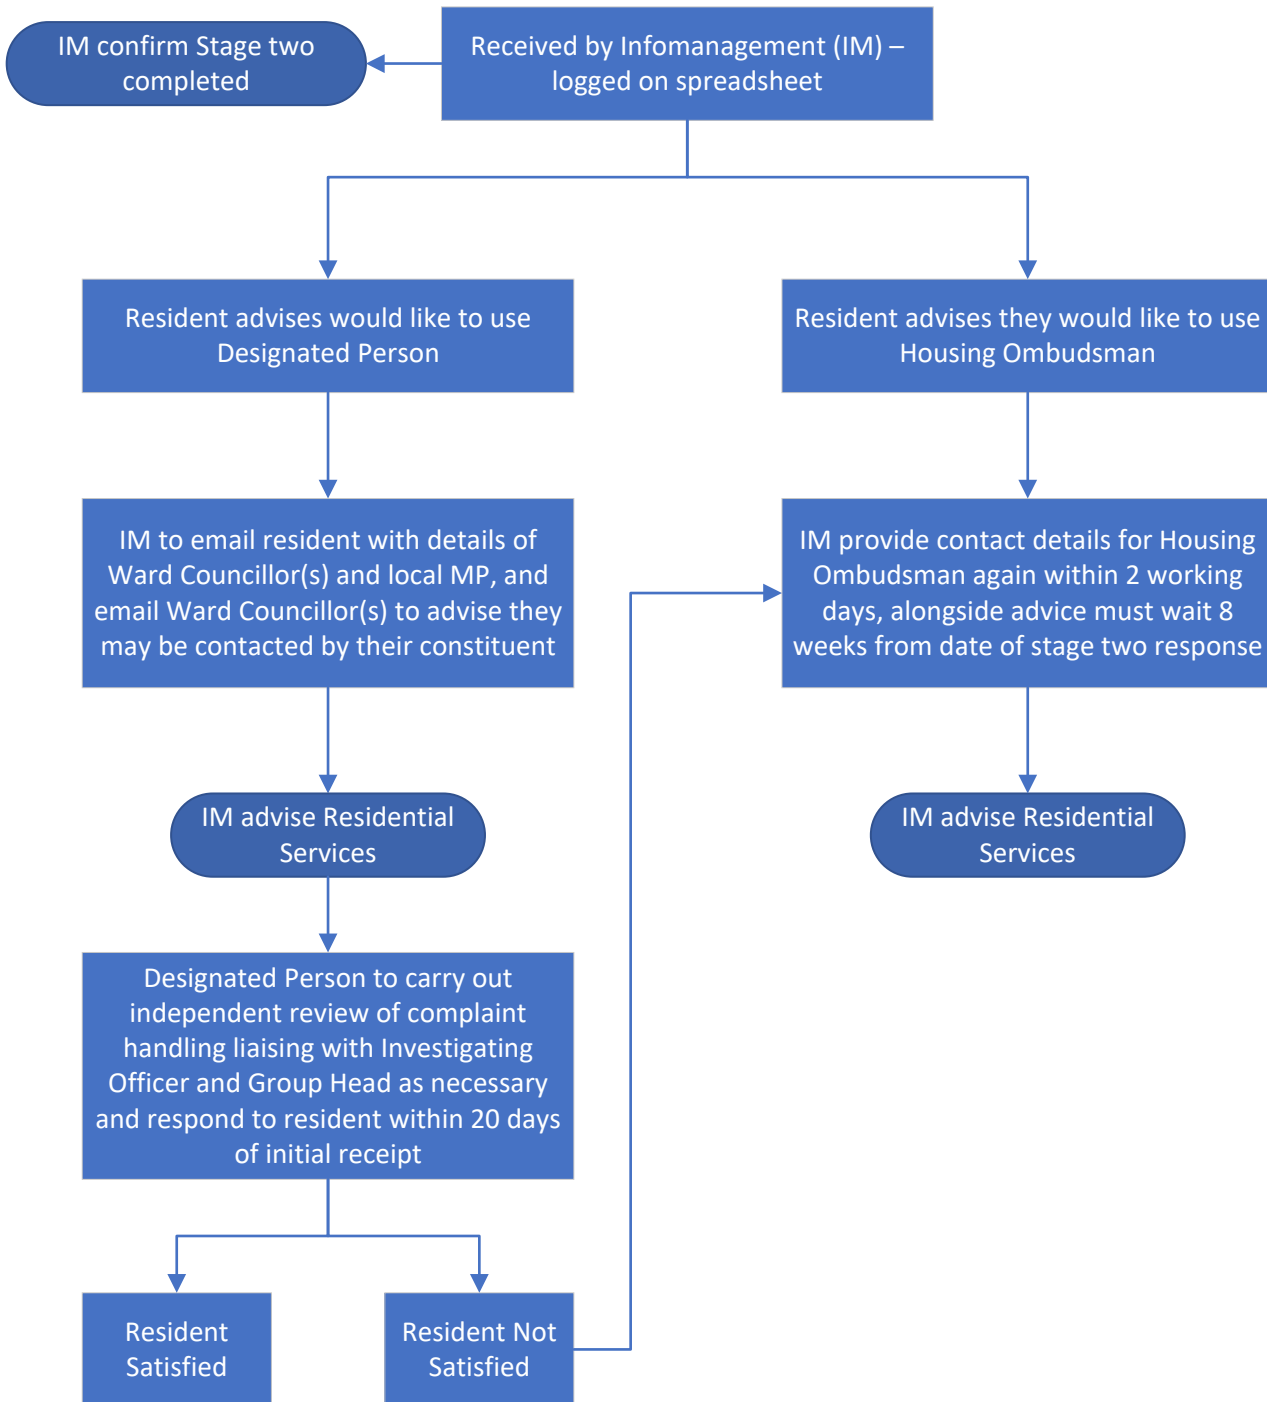 IM confirm Stage two
completed
Received by Infomanagement (IM) –
logged on spreadsheet
Resident advises would like to use
Designated Person
Resident advises they would like to use
Housing Ombudsman
IM to email resident with details of
Ward Councillor(s) and local MP, and
email Ward Councillor(s) to advise they
may be contacted by their constituent
IM provide contact details for Housing
Ombudsman again within 2 working
days, alongside advice must wait 8
weeks from date of stage two response
IM advise Residential
Services
IM advise Residential
Services
Designated Person to carry out
independent review of complaint
handling liaising with Investigating
Officer and Group Head as necessary
and respond to resident within 20 days
of initial receipt
Resident
Satisfied
Resident Not
Satisfied